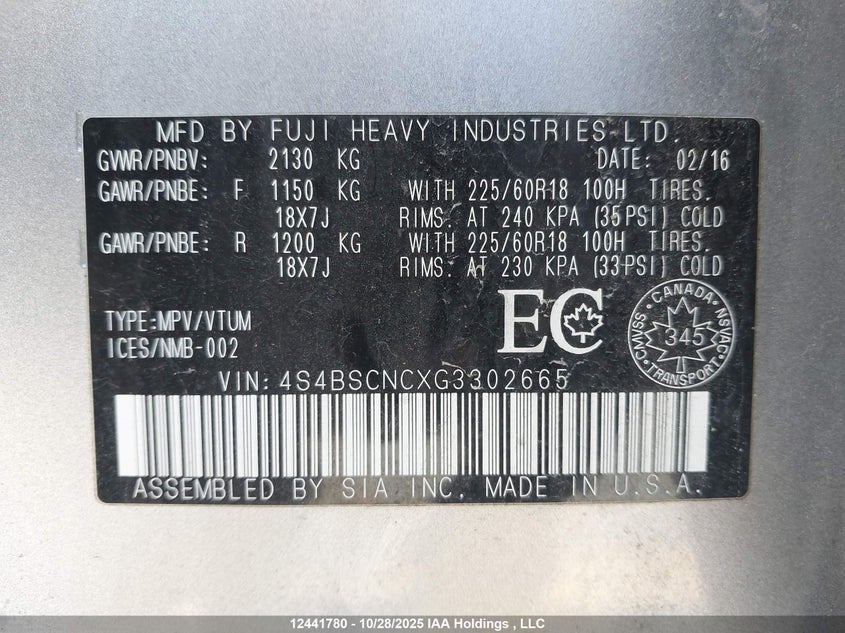 MFD BY FUJI HEAVY INDUSTRIES LTD.
GVWR/PNBV: 2130 KG DATE: 02/16
GAWR/PNBE: F 1150 KG WITH 225/60R18 100H TIRES.
18X7J RIMS. AT 240 KPA (35PSI) COLD
GAWR/PNBE: R 1200 KG WITH 225/60R18 100H TIRES.
18X7J RIMS. AT 230 KPA (33PSI) COLD
TYPE:MPV/VTUM
ICES/NMB-002
EC
CANADA
CMVSS 345 NSVAC
TRANSPORT
VIN: 4S4BSCNCXG3302665
ASSEMBLED BY SIA INC. MADE IN U.S.A.
12441780 - 10/28/2025 IAA Holdings , LLC